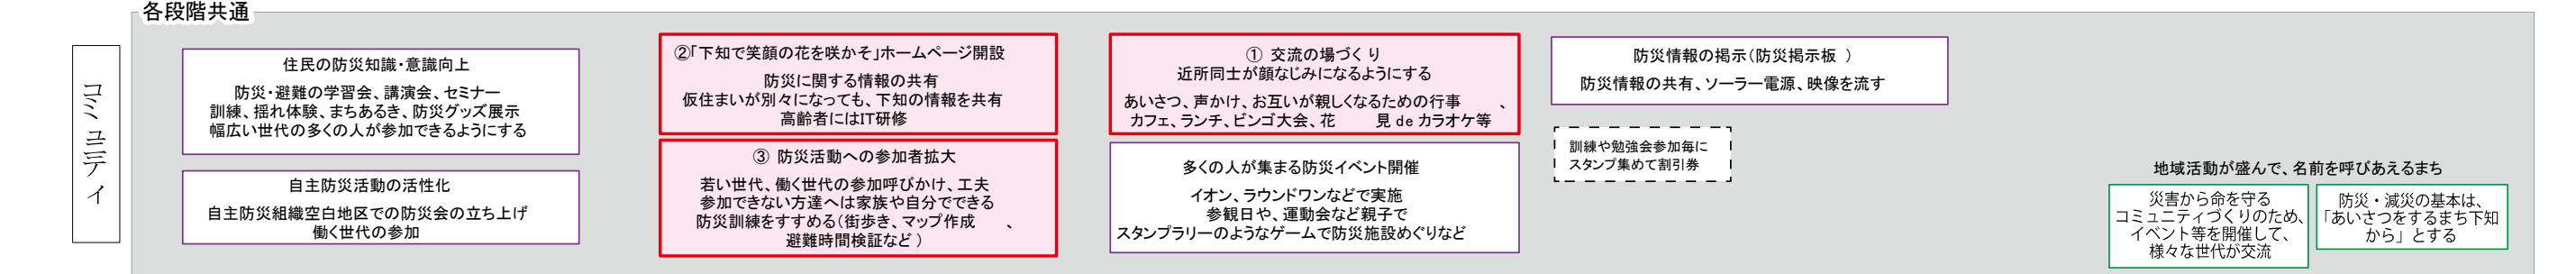 各段階共通
コミュニティ
住民の防災知識・意識向上
防災・避難の学習会、講演会、セミナー
訓練、揺れ体験、まちあるき、防災グッズ展示
幅広い世代の多くの人が参加できるようにする
自主防災活動の活性化
自主防災組織空白地区での防災会の立ち上げ
働く世代の参加
②「下知で笑顔の花を咲かそ」ホームページ開設
防災に関する情報の共有
仮住まいが別々になっても、下知の情報を共有
高齢者にはIT研修
③ 防災活動への参加者拡大
若い世代、働く世代の参加呼びかけ、工夫
参加できない方達へは家族や自分でできる
防災訓練をすすめる(街歩き、マップ作成 、
避難時間検証など)
① 交流の場づくり
近所同士が顔なじみになるようにする
あいさつ、声かけ、お互いが親しくなるための行事 、
カフェ、ランチ、ビンゴ大会、花 見 de カラオケ等
多くの人が集まる防災イベント開催
イオン、ラウンドワンなどで実施
参観日や、運動会など親子で
スタンプラリーのようなゲームで防災施設めぐりなど
防災情報の掲示(防災掲示板 )
防災情報の共有、ソーラー電源、映像を流す
訓練や勉強会参加毎に
スタンプ集めて割引券
地域活動が盛んで、名前を呼びあえるまち
災害から命を守る
コミュニティづくりのため、
イベント等を開催して、
様々な世代が交流
防災・減災の基本は、
「あいさつをするまち下知
から」とする